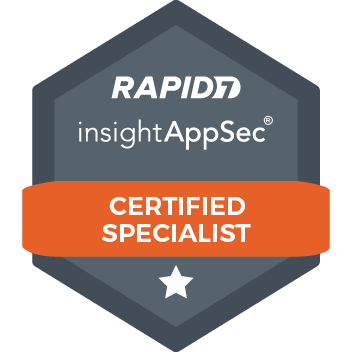 RAPID7
insightAppSec®
CERTIFIED
SPECIALIST